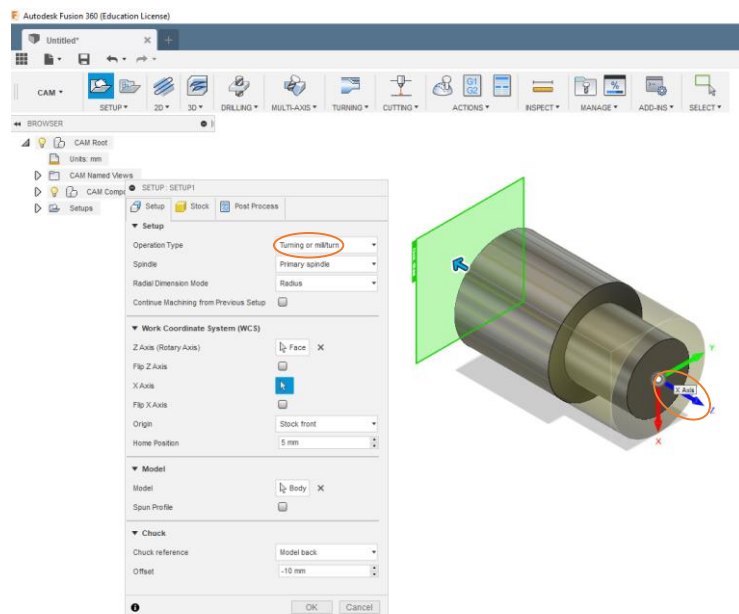 Autodesk Fusion 360 (Education License)
Untitled*
CAM
SETUP
2D
3D
DRILLING
MULTI-AXIS
TURNING
CUTTING
ACTIONS
INSPECT
MANAGE
ADD-INS
SELECT
G1
G2
%
BROWSER
CAM Root
Units: mm
CAM Named Views
CAM Compo
Setups
SETUP : SETUP1
Setup Stock Post Process
Setup
Operation Type Turning or mill/turn
Spindle Primary spindle
Radial Dimension Mode Radius
Continue Machining from Previous Setup
Work Coordinate System (WCS)
Z Axis (Rotary Axis) Face
Flip Z Axis
X Axis
Flip X Axis
Origin Stock front
Home Position 5 mm
Model
Model Body
Spun Profile
Chuck
Chuck reference Model back
Offset -10 mm
OK Cancel
Y
X Axis
Z
X